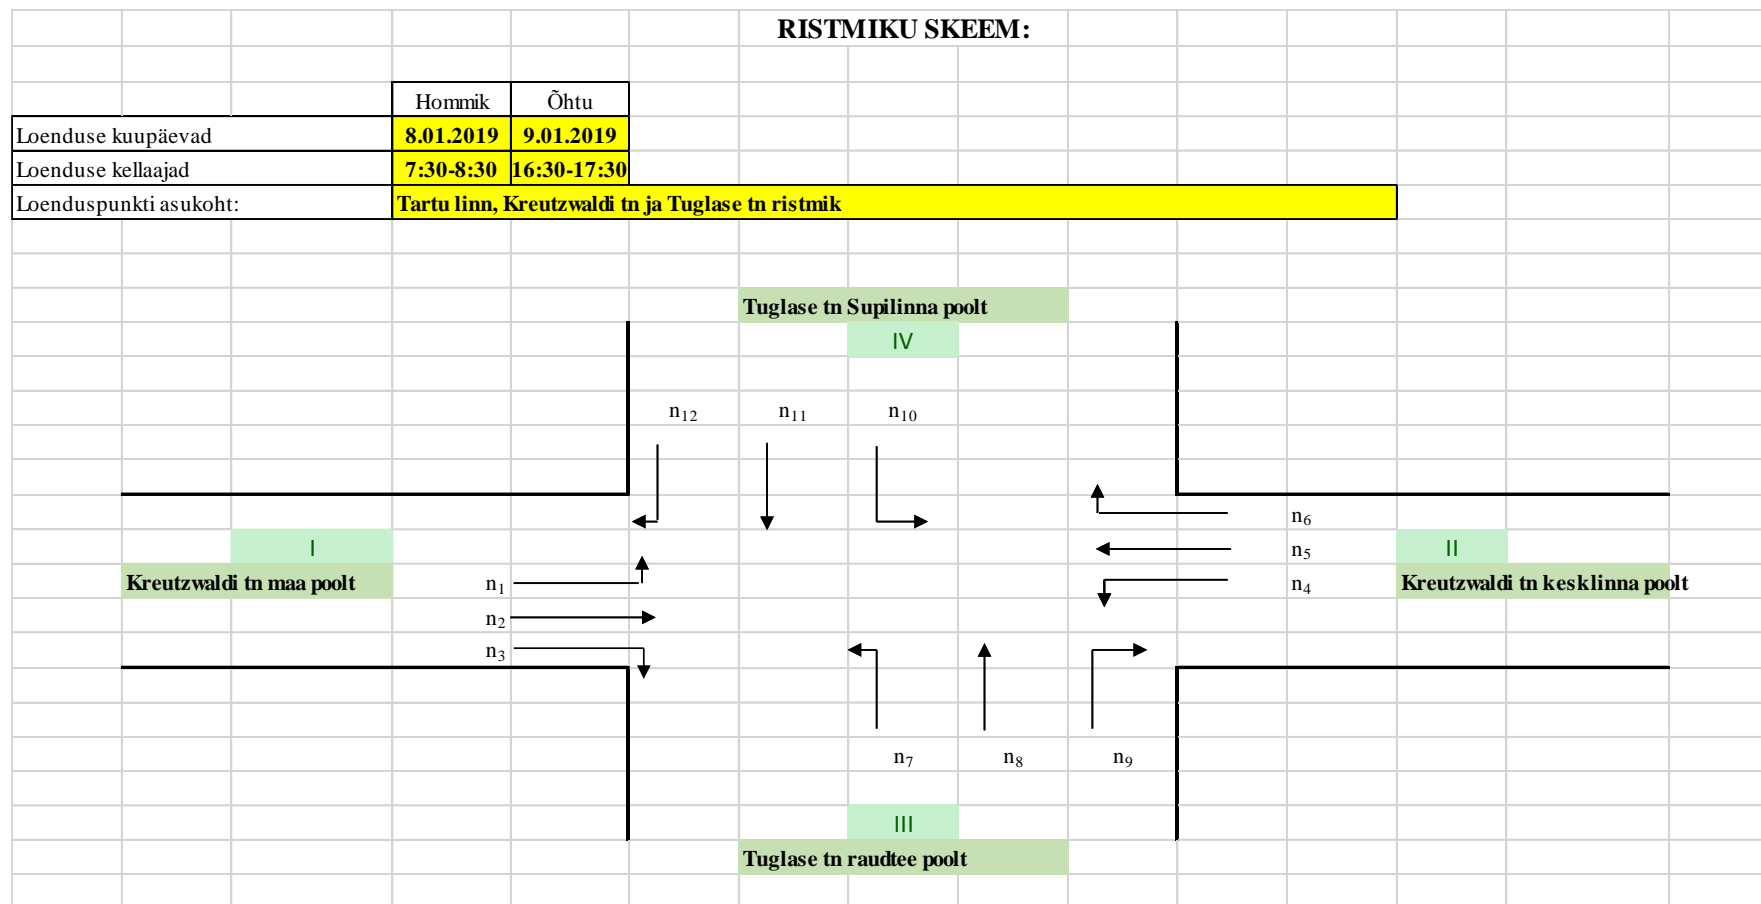 RISTMIKU SKEEM:
Hommik Õhtu
Loenduse kuupäevad 8.01.2019 9.01.2019
Loenduse kellaajad 7:30-8:30 16:30-17:30
Loenduspunkti asukoht: Tartu linn, Kreutzwaldi tn ja Tuglase tn ristmik
Tuglase tn Supilinna poolt
IV
n12 n11 n10
n6
I n5 II
Kreutzwaldi tn maa poolt n1 n4 Kreutzwaldi tn kesklinna poolt
n2
n3
n7 n8 n9
III
Tuglase tn raudtee poolt